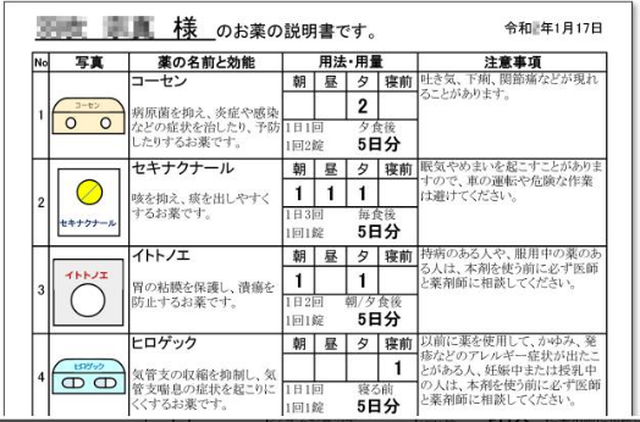 様 のお薬の説明書です。
令和 年1月17日
No 写真 薬の名前と効能 用法・用量 注意事項
1
コーセン
コーセン
病原菌を抑え、炎症や感染
などの症状を治したり、予防
したりするお薬です。
朝 昼 夕 寝前
2
1日1回 夕食後
1回2錠 5日分
吐き気、下痢、関節痛などが現れ
ることがあります。
2
セキナクナール
セキナクナール
咳を抑え、痰を出しやすく
するお薬です。
朝 昼 夕 寝前
1 1 1
1日3回 毎食後
1回1錠 5日分
眠気やめまいを起こすことがありま
すので、車の運転や危険な作業
は避けてください。
3
イトトノエ
イトトノエ
胃の粘膜を保護し、潰瘍を
防止するお薬です。
朝 昼 夕 寝前
1 1
1日2回 朝/夕食後
1回1錠 5日分
持病のある人や、服用中の薬のあ
る人は、本剤を使う前に必ず医師
と薬剤師に相談してください。
4
ヒロゲック
ヒロゲック
気管支の収縮を抑制し、気
管支喘息の症状を起こりに
くくするお薬です。
朝 昼 夕 寝前
1
1日1回 寝る前
1回1錠 5日分
以前に薬を使用して、かゆみ、発
疹などのアレルギー症状が出たこ
とがある人、妊娠中または授乳中
の人は、本剤を使う前に必ず医師
と薬剤師に相談してください。